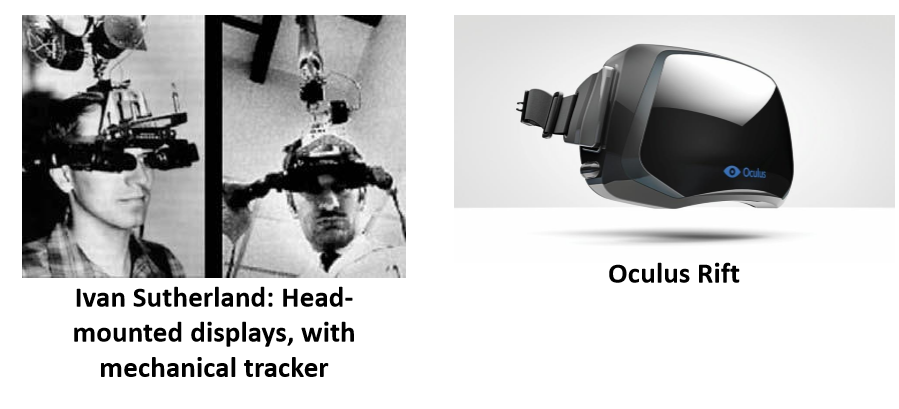 Oculus
Ivan Sutherland: Head-
mounted displays, with
mechanical tracker
Oculus Rift